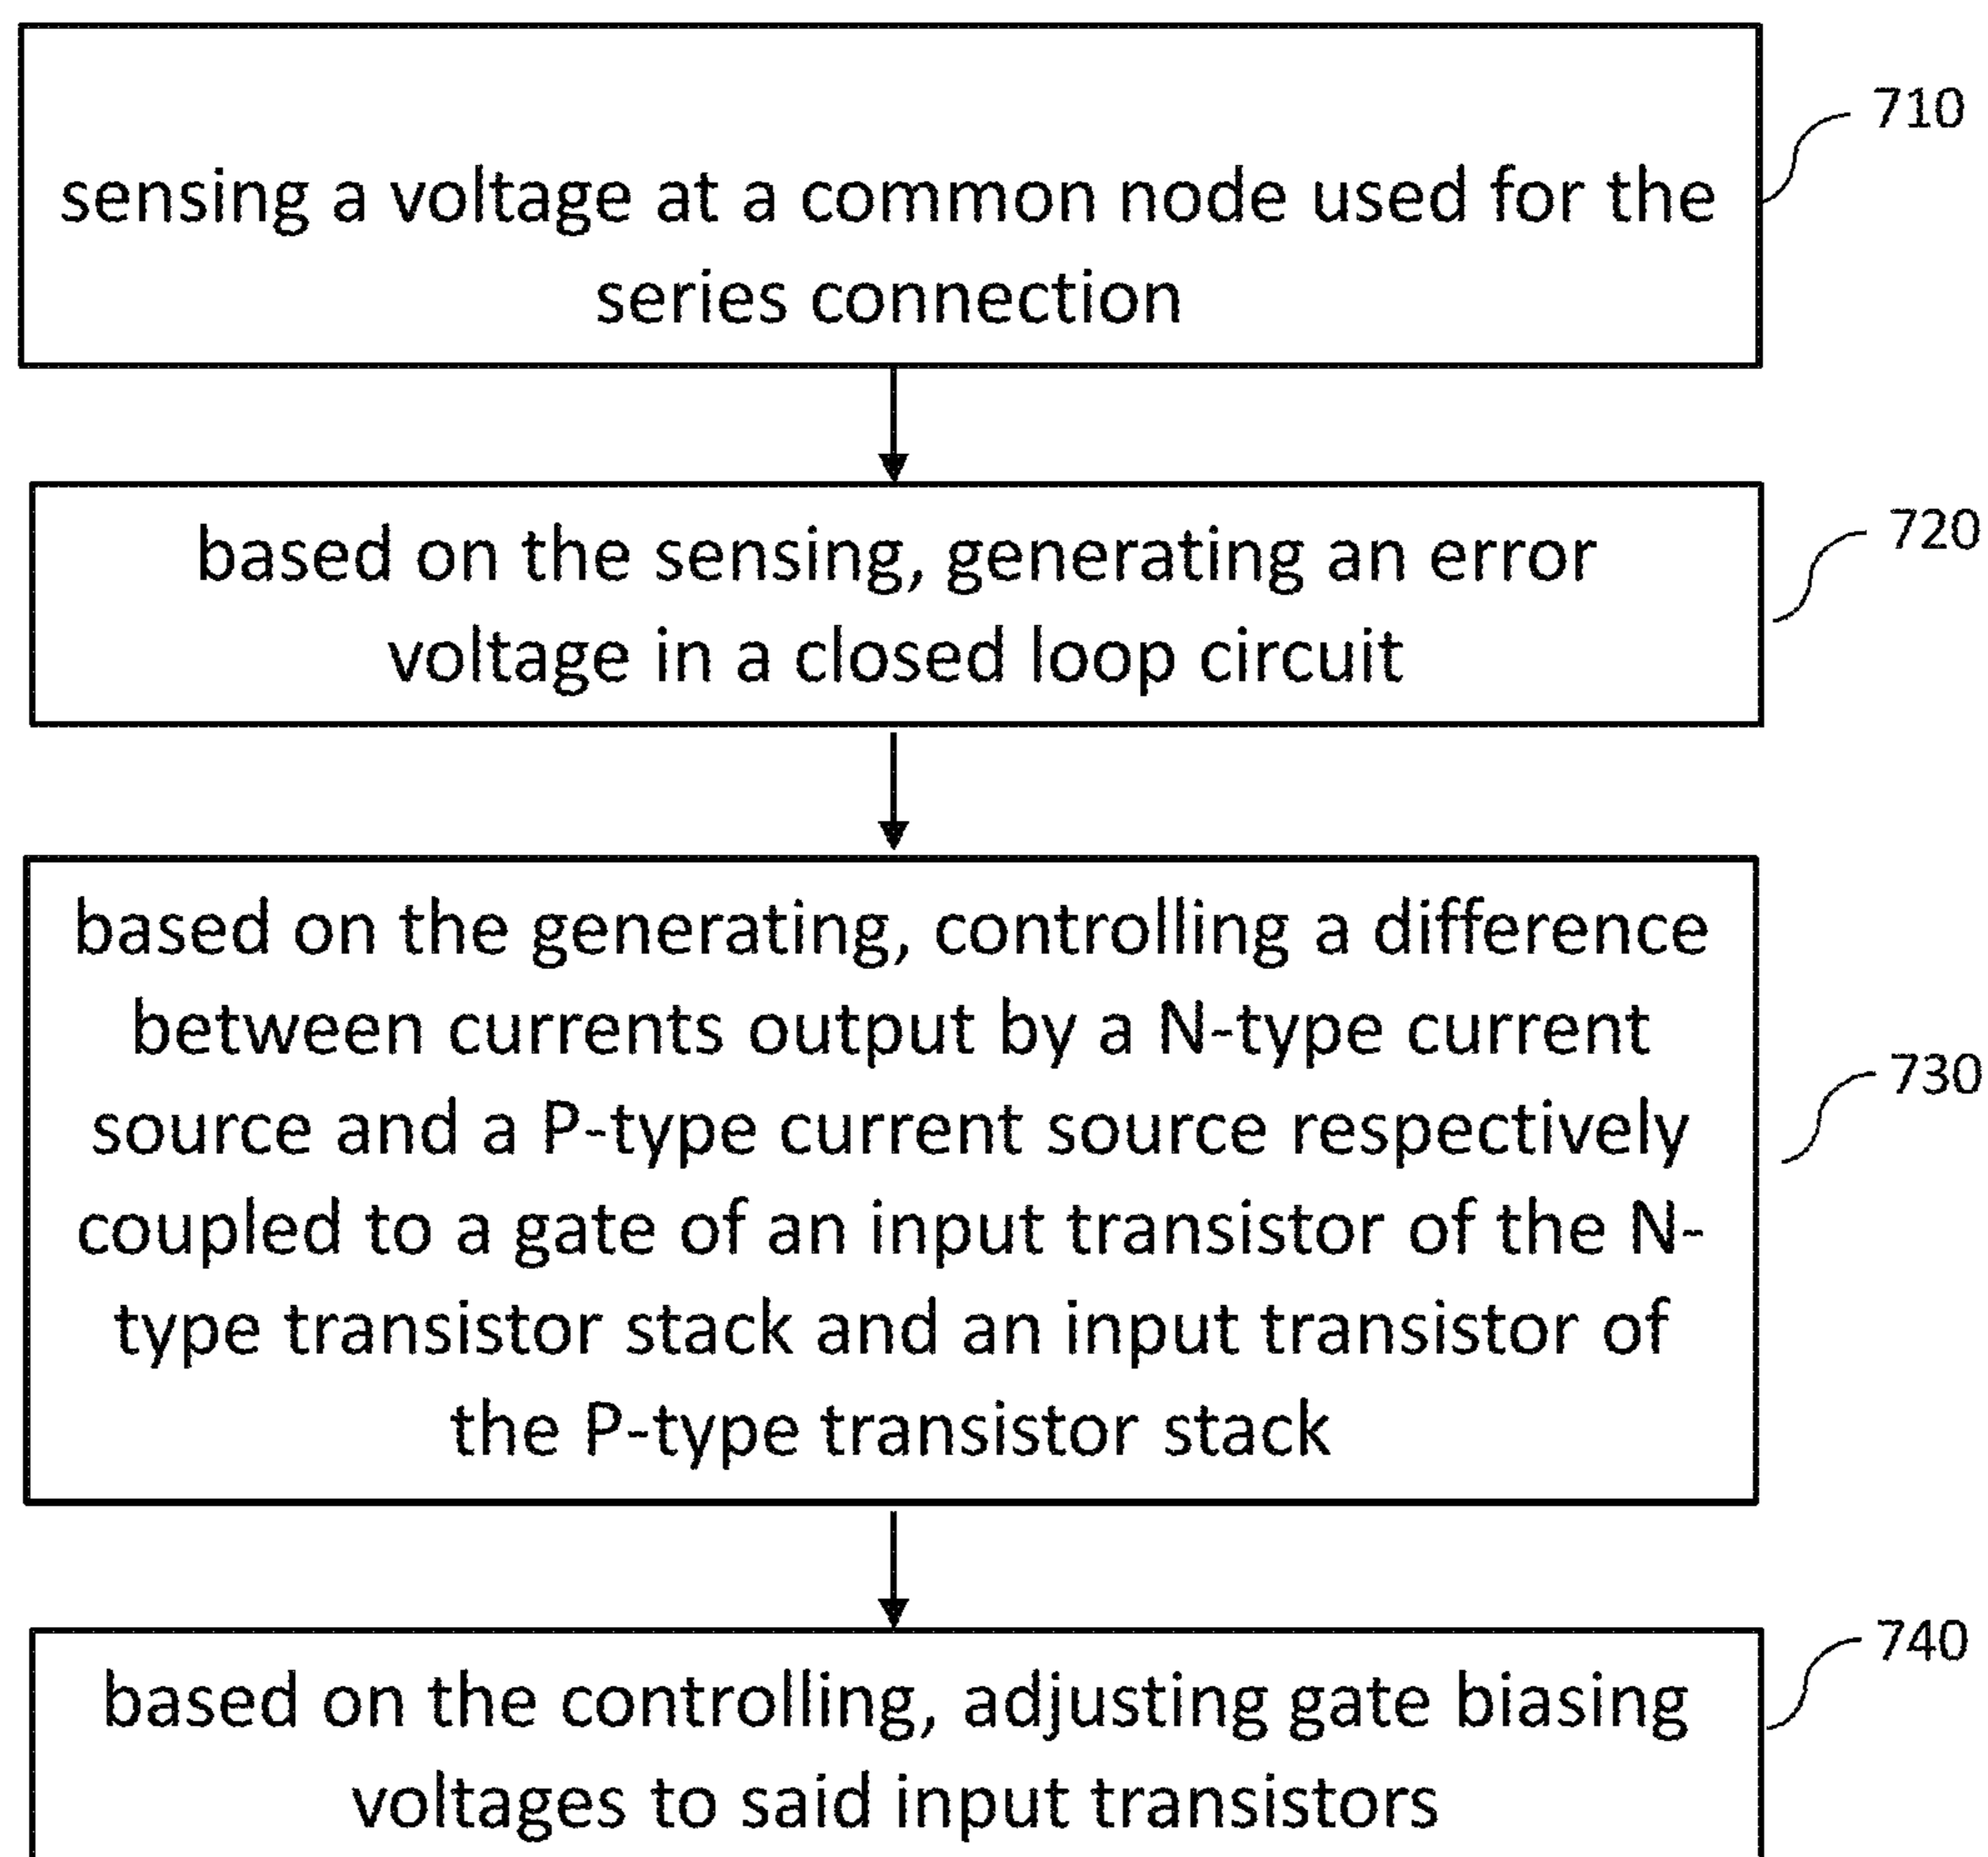 710
sensing a voltage at a common node used for the
series connection
720
based on the sensing, generating an error
voltage in a closed loop circuit
based on the generating, controlling a difference
between currents output by a N-type current
source and a P-type current source respectively
coupled to a gate of an input transistor of the N-
type transistor stack and an input transistor of
the P-type transistor stack
730
740
based on the controlling, adjusting gate biasing
voltages to said input transistors